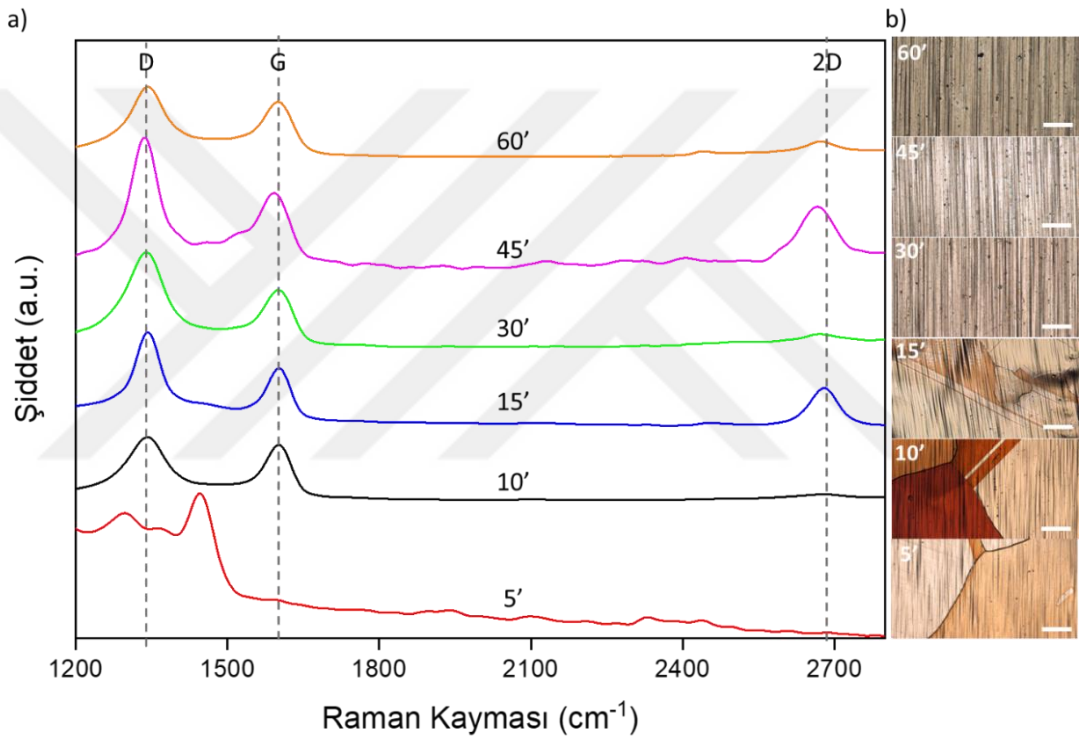 a)
D G 2D
60’
45’
30’
15’
10’
5’
Şiddet (a.u.)
1200 1500 1800 2100 2400 2700
Raman Kayması (cm⁻¹)
b)
60’
45’
30’
15’
10’
5’